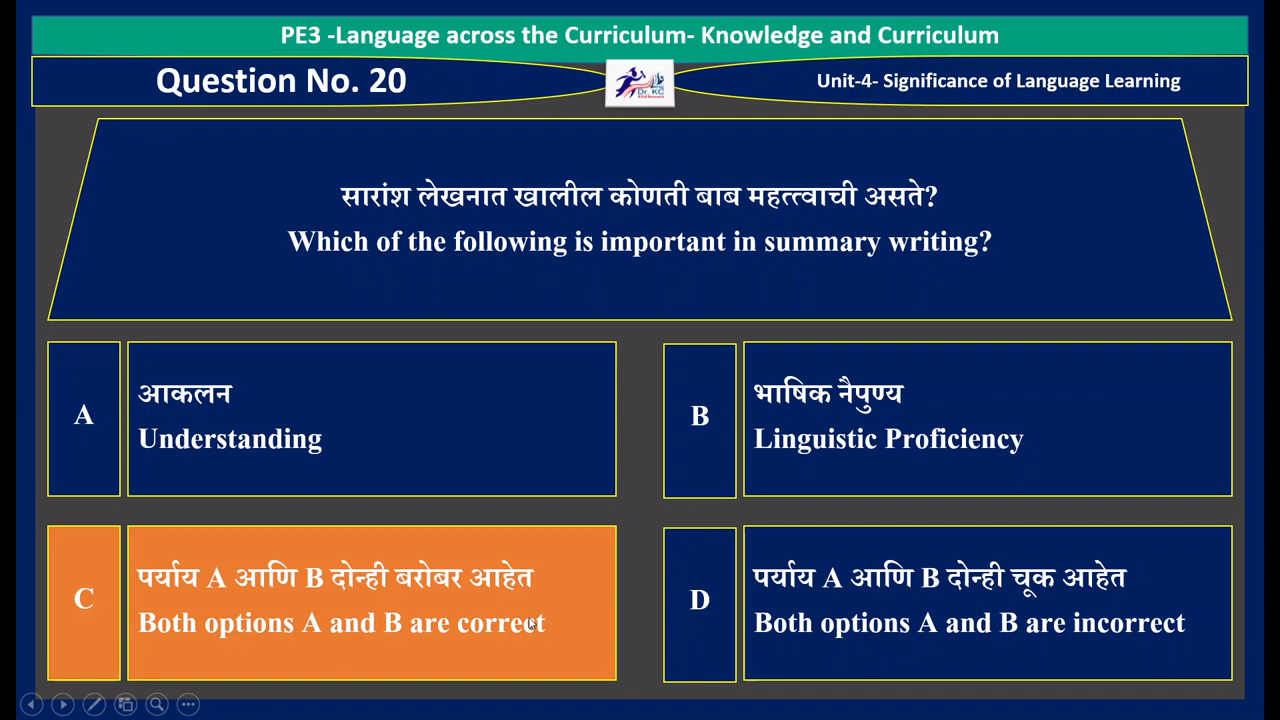 PE3 -Language across the Curriculum- Knowledge and Curriculum
Question No. 20
Dr. KC
Unit-4- Significance of Language Learning
सारांश लेखनात खालील कोणती बाब महत्त्वाची असते?
Which of the following is important in summary writing?
A
आकलन
Understanding
B
भाषिक नैपुण्य
Linguistic Proficiency
C
पर्याय A आणि B दोन्ही बरोबर आहेत
Both options A and B are correct
D
पर्याय A आणि B दोन्ही चूक आहेत
Both options A and B are incorrect